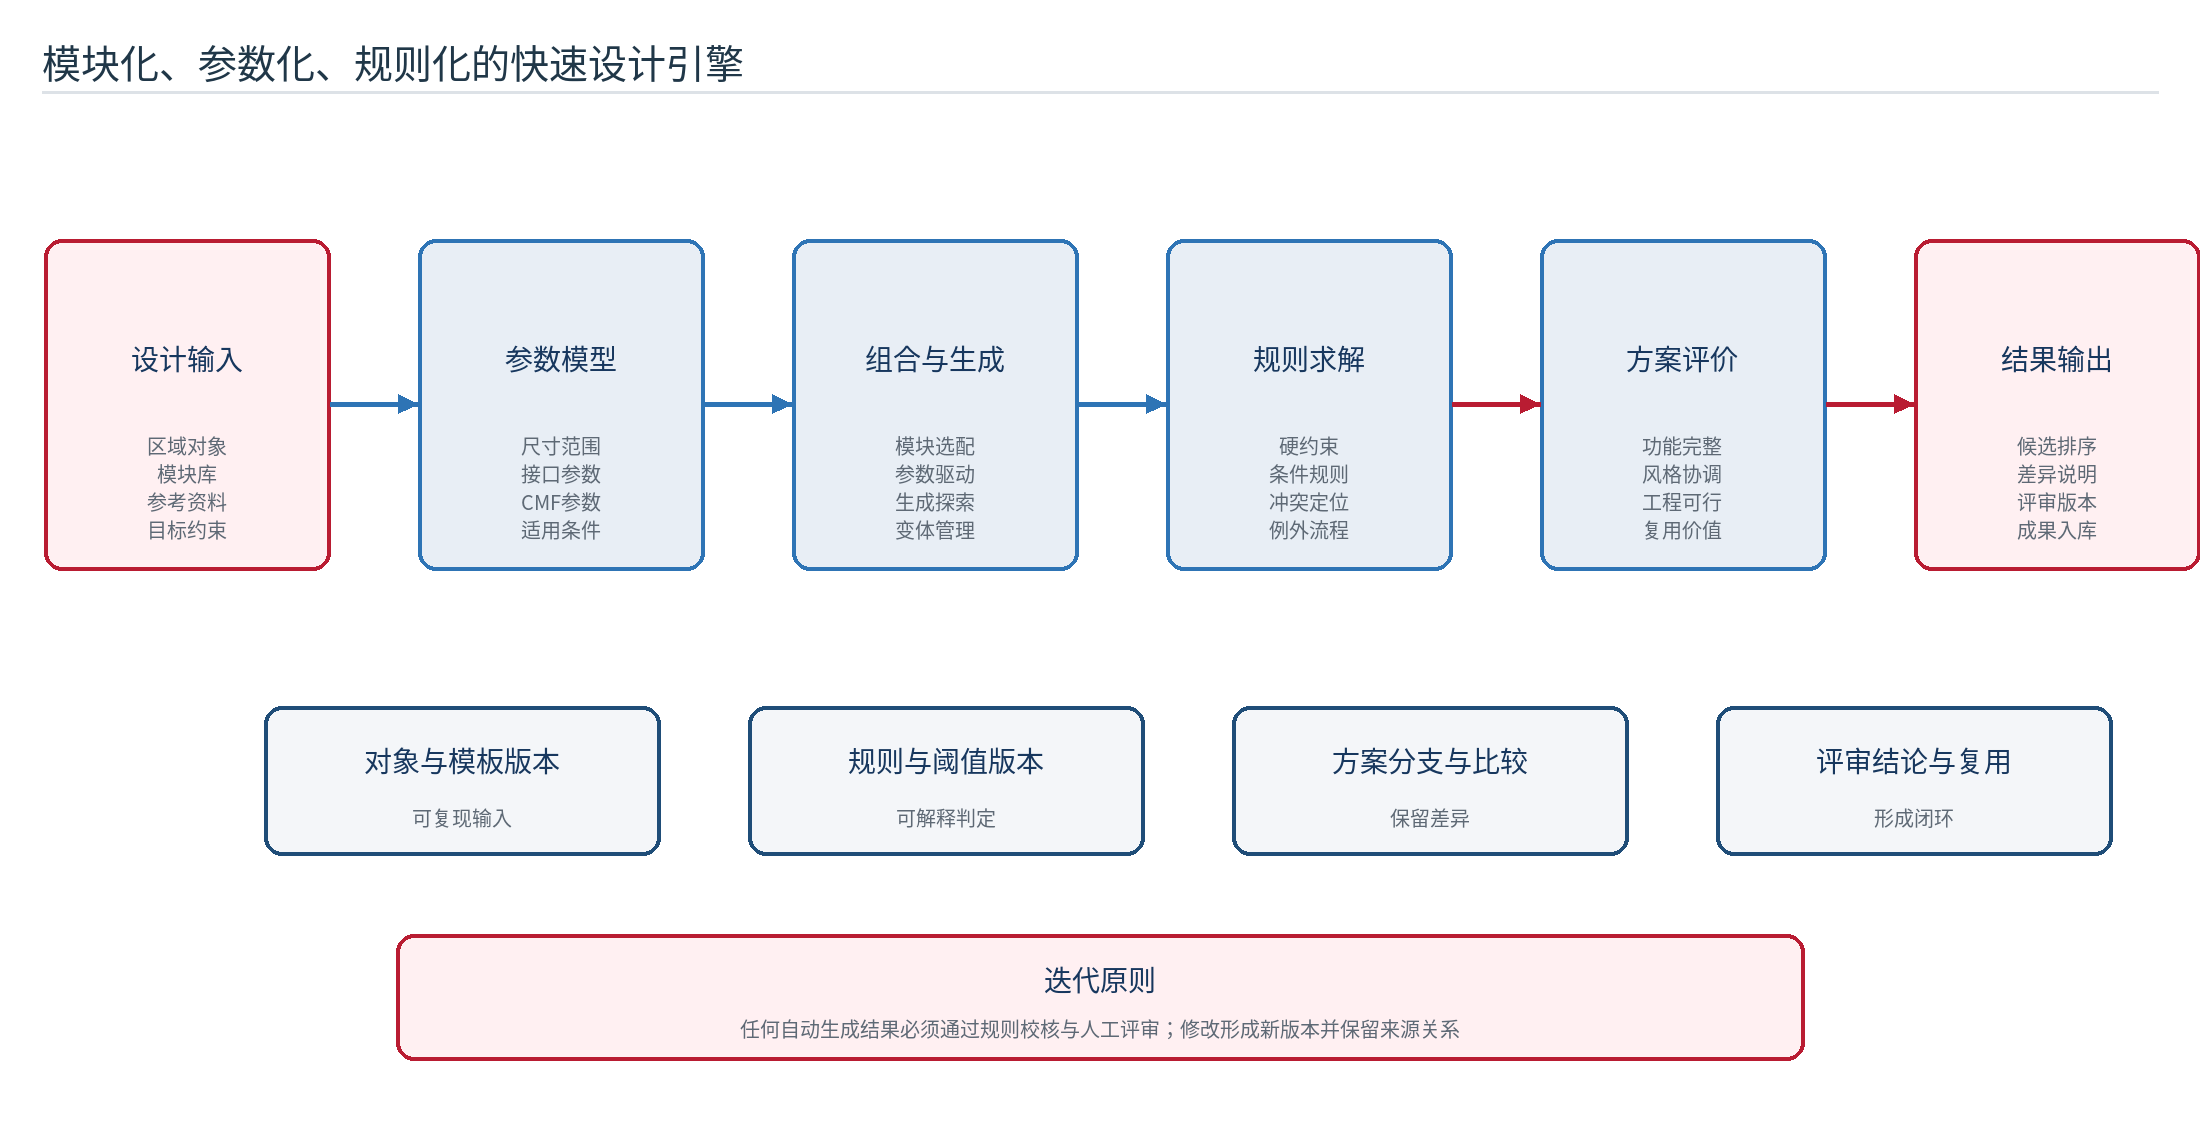 模块化、参数化、规则化的快速设计引擎
设计输入
区域对象
模块库
参考资料
目标约束
参数模型
尺寸范围
接口参数
CMF参数
适用条件
组合与生成
模块选配
参数驱动
生成探索
变体管理
规则求解
硬约束
条件规则
冲突定位
例外流程
方案评价
功能完整
风格协调
工程可行
复用价值
结果输出
候选排序
差异说明
评审版本
成果入库
对象与模板版本
可复现输入
规则与阈值版本
可解释判定
方案分支与比较
保留差异
评审结论与复用
形成闭环
迭代原则
任何自动生成结果必须通过规则校核与人工评审；修改形成新版本并保留来源关系